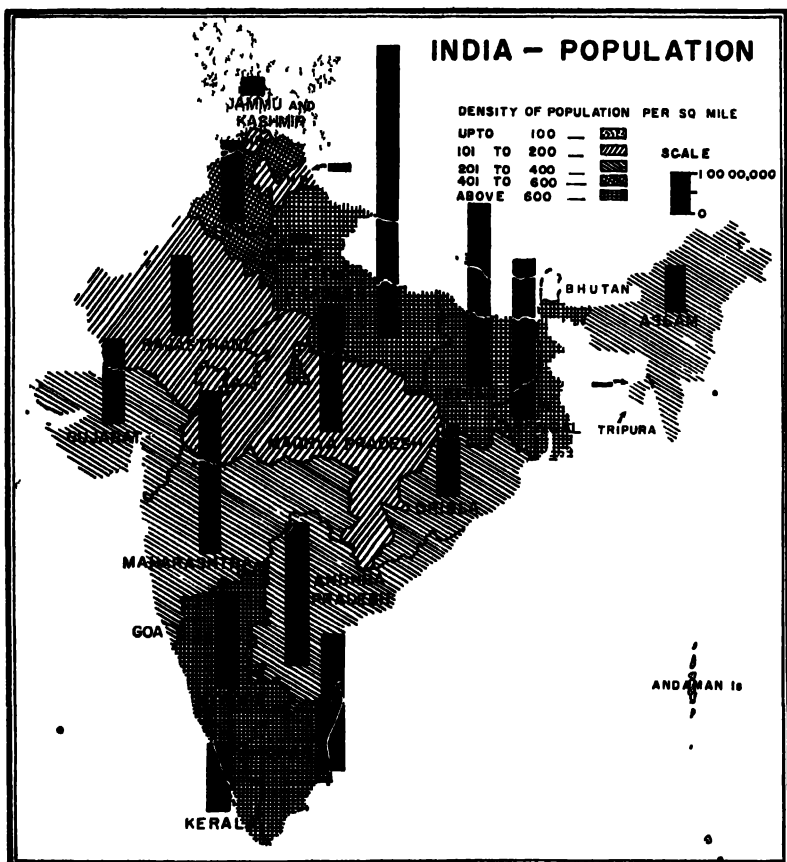 INDIA — POPULATION
DENSITY OF POPULATION PER SQ MILE
UPTO 100 —
101 TO 200 —
201 TO 400 —
401 TO 600 —
ABOVE 600 —
SCALE
1 00 00,000
0
JAMMU AND
KASHMIR
BHUTAN
ASSAM
RAJASTHAN
GUJARAT
MADHYA PRADESH
TRIPURA
ORISSA
MAHARASHTRA
ANDHRA
PRADESH
GOA
ANDAMAN Is
KERAL